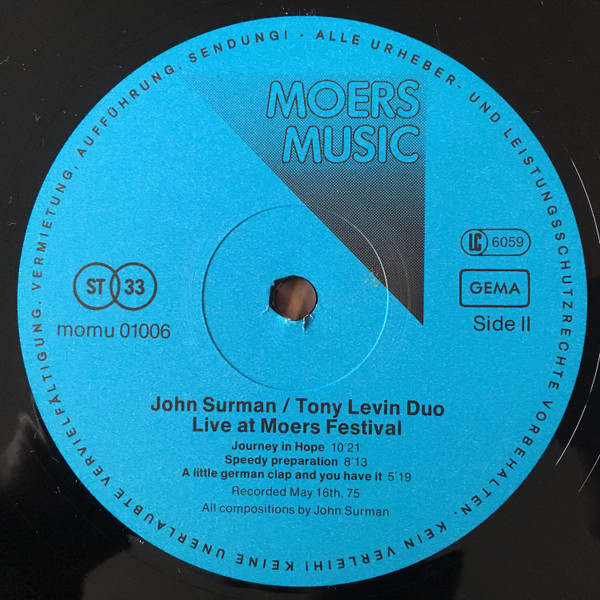 KEINE UNERLAUBTE VERVIELFÄLTIGUNG, VERMIETUNG, AUFFÜHRUNG, SENDUNG! · ALLE URHEBER- UND LEISTUNGSSCHUTZRECHTE VORBEHALTEN. KEIN VERLEIH!
MOERS
MUSIC
ST 33
momu 01006
LC 6059
GEMA
Side II
John Surman / Tony Levin Duo
Live at Moers Festival
Journey in Hope 10'21
Speedy preparation 8'13
A little german clap and you have it 5'19
Recorded May 16th, 75
All compositions by John Surman